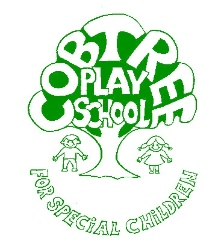 COBTREE
PLAY
SCHOOL
FOR SPECIAL CHILDREN